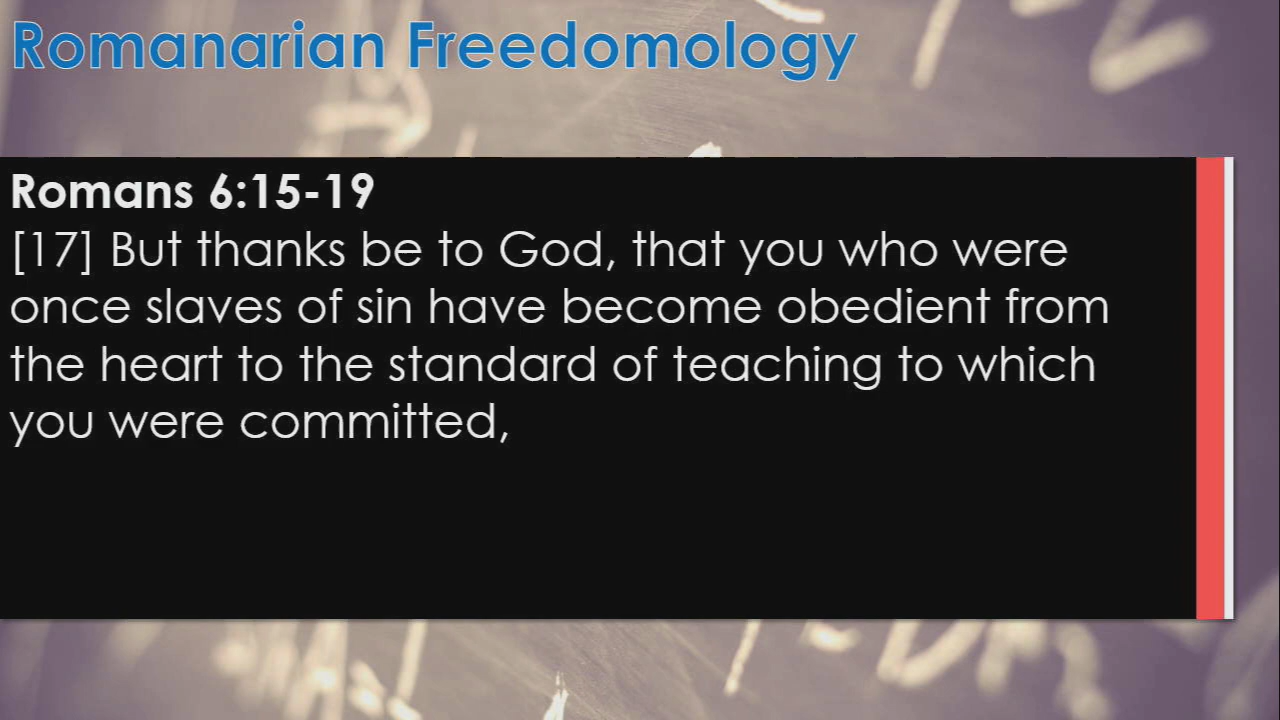 Romanarian Freedomology
Romans 6:15-19
[17] But thanks be to God, that you who were
once slaves of sin have become obedient from
the heart to the standard of teaching to which
you were committed,